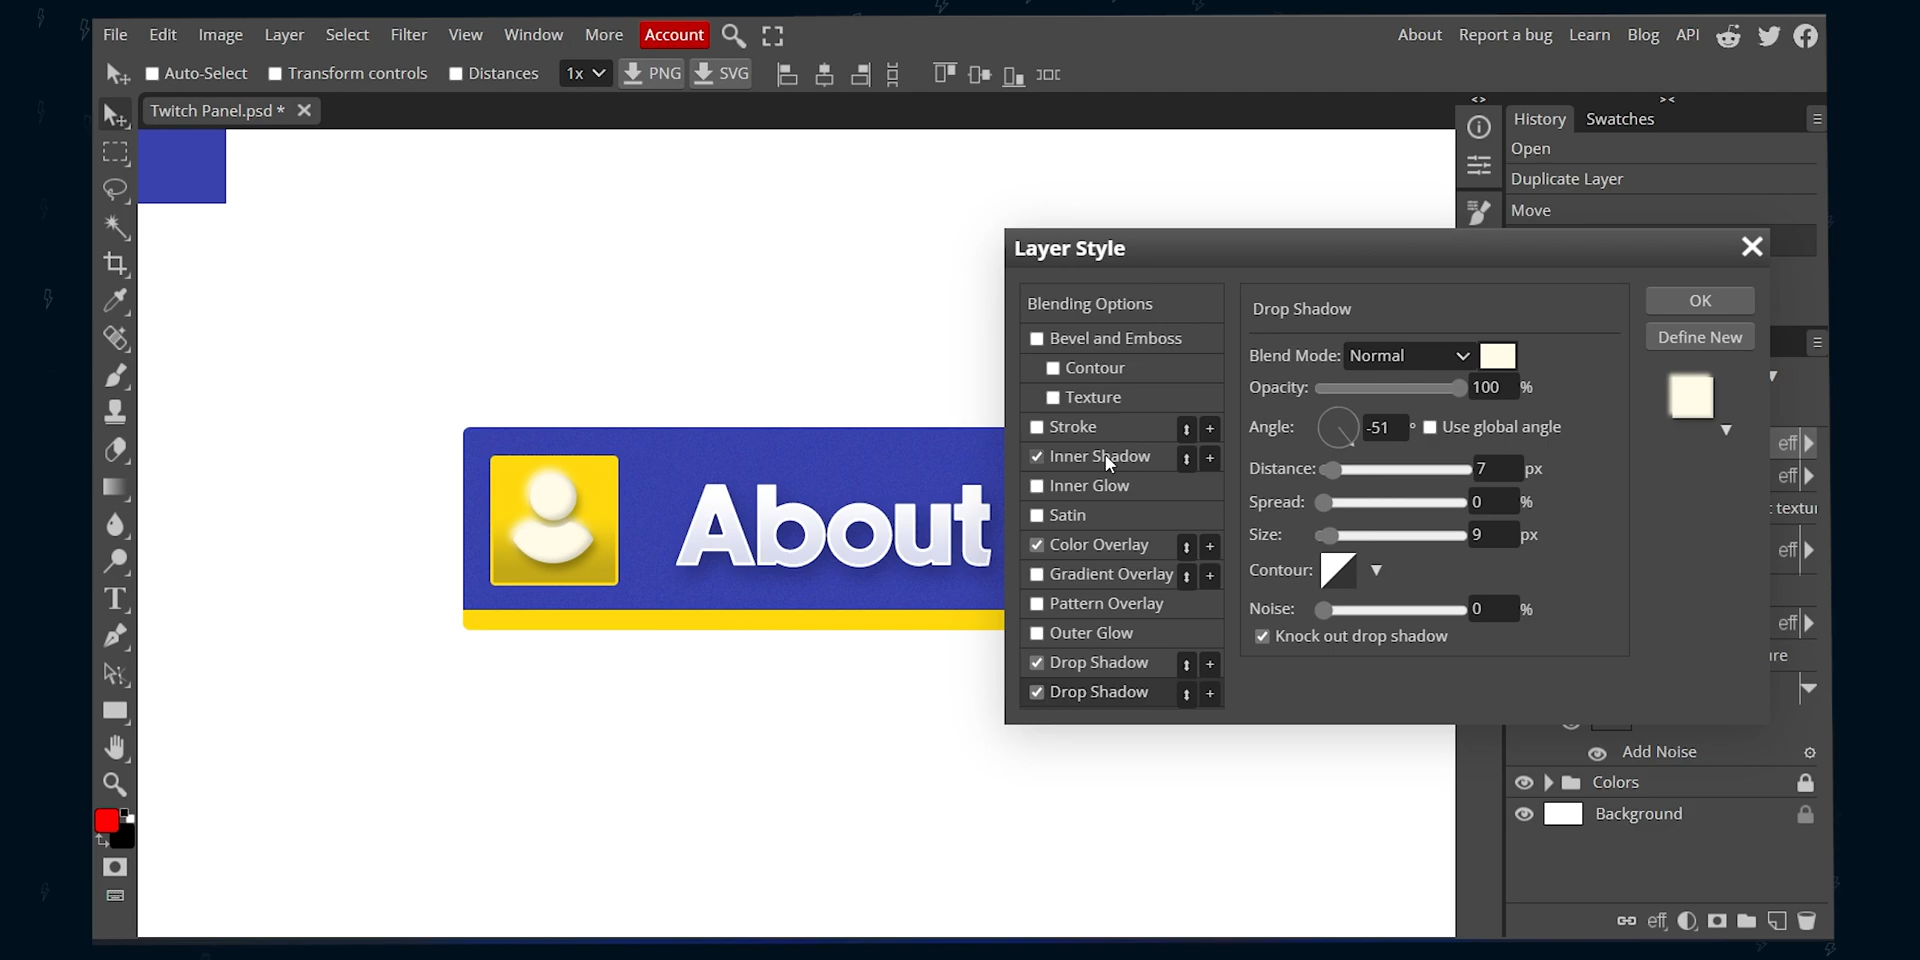 File Edit Image Layer Select Filter View Window More Account About Report a bug Learn Blog API
Auto-Select Transform controls Distances 1x PNG SVG
Twitch Panel.psd *
History Swatches
Open
Duplicate Layer
Move
Layer Style
Blending Options
Bevel and Emboss
Contour
Texture
Stroke
Inner Shadow
Inner Glow
Satin
Color Overlay
Gradient Overlay
Pattern Overlay
Outer Glow
Drop Shadow
Drop Shadow
Drop Shadow
Blend Mode: Normal
Opacity: 100 %
Angle: -51 ° Use global angle
Distance: 7 px
Spread: 0 %
Size: 9 px
Contour:
Noise: 0 %
Knock out drop shadow
OK
Define New
About
eff
eff
eff
eff
Add Noise
Colors
Background
eff